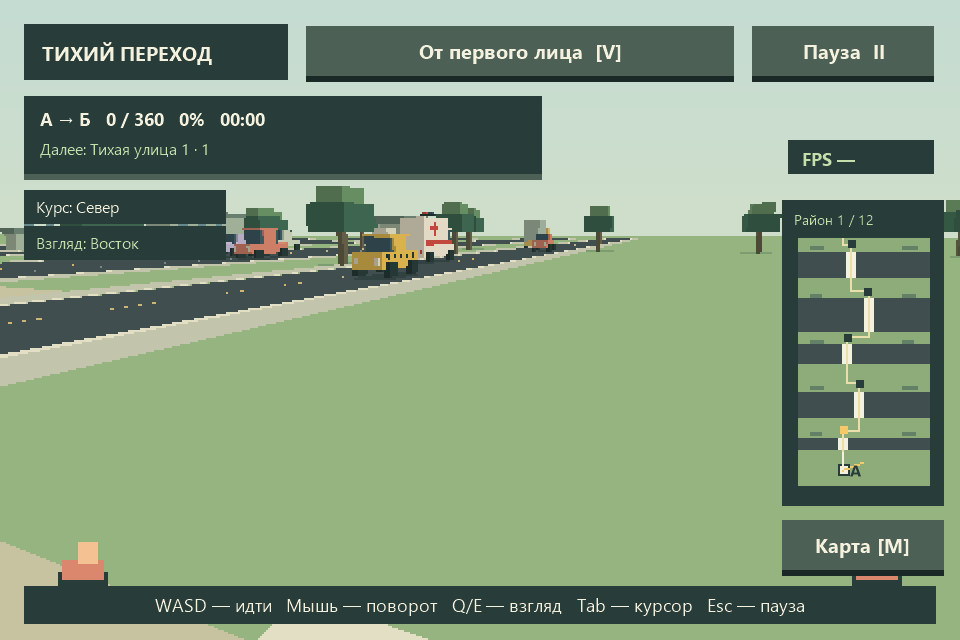 ТИХИЙ ПЕРЕХОД
От первого лица [V]
Пауза II
А → Б 0 / 360 0% 00:00
Далее: Тихая улица 1 · 1
FPS —
Курс: Север
Взгляд: Восток
Район 1 / 12
А
Карта [M]
WASD — идти Мышь — поворот Q/E — взгляд Tab — курсор Esc — пауза